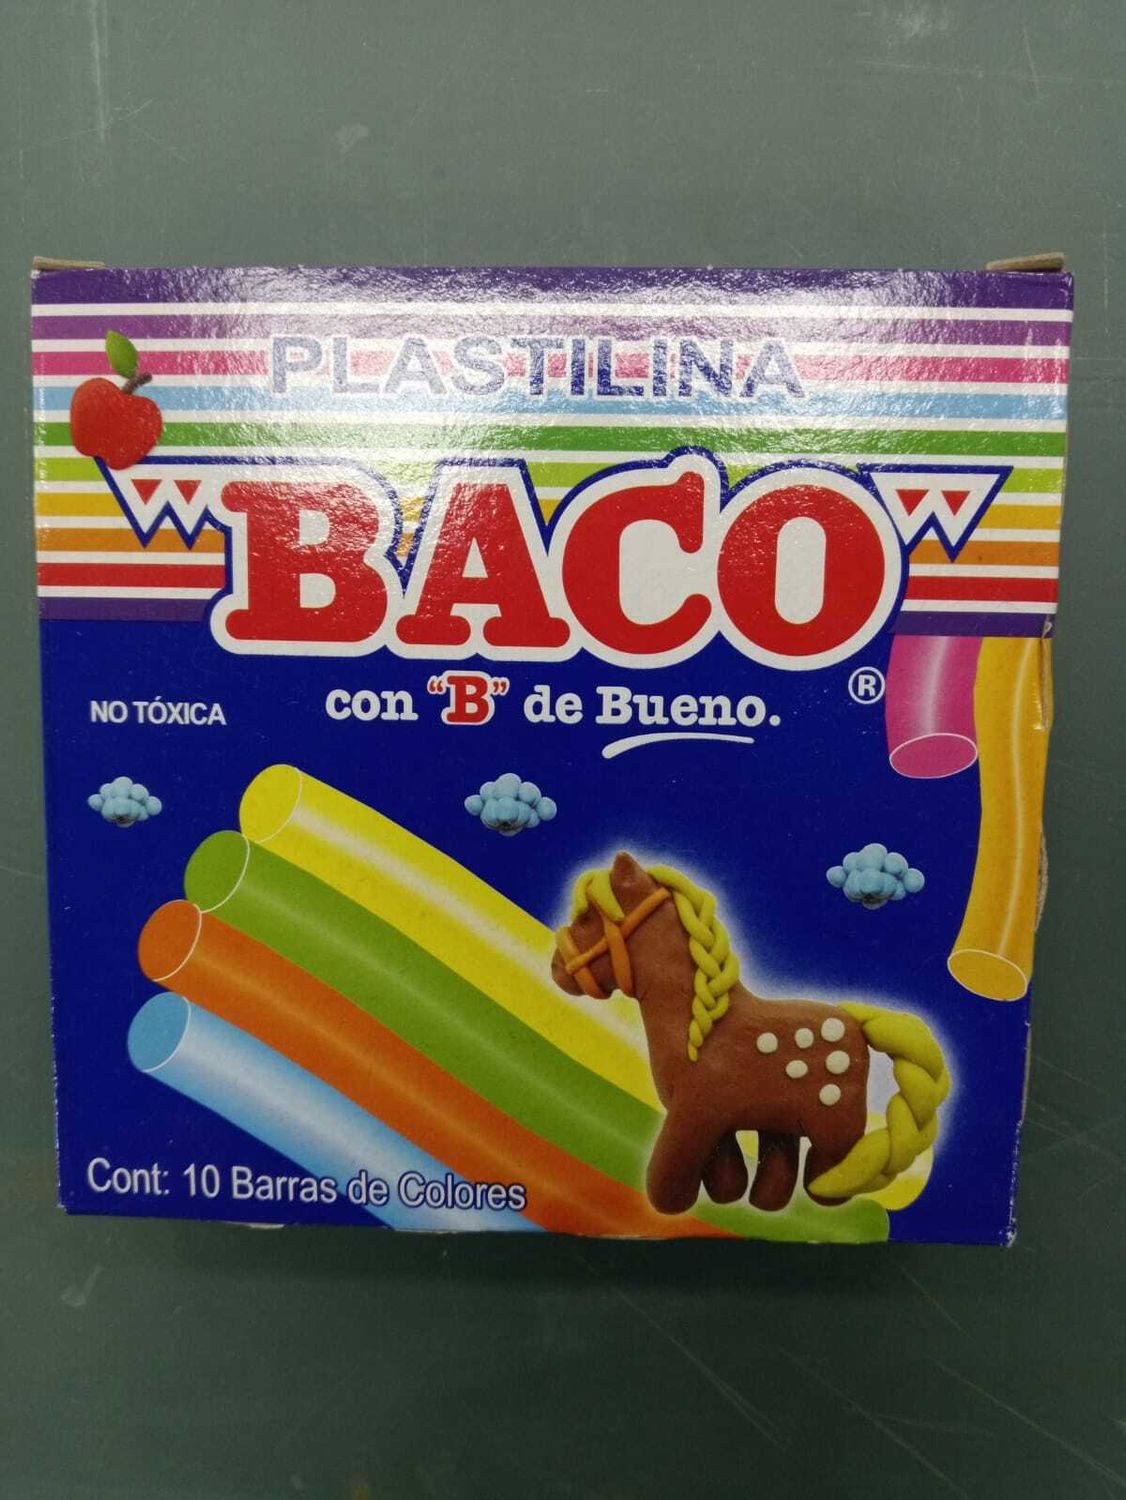 PLASTILINA
BACO
®
con "B" de Bueno.
NO TÓXICA
Cont: 10 Barras de Colores